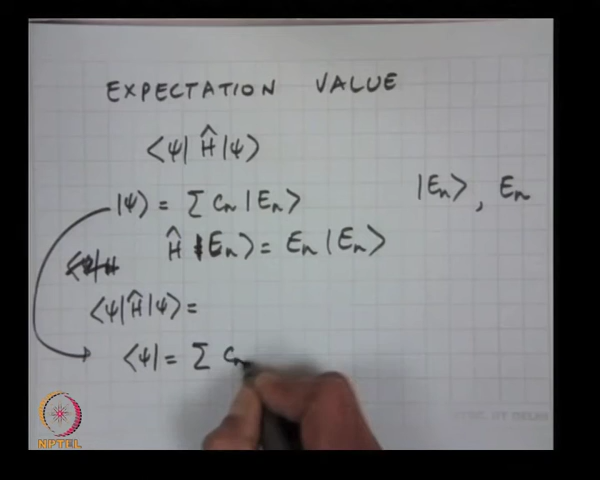 EXPECTATION VALUE
⟨ψ| Ĥ |ψ⟩
|ψ⟩ = Σ cₙ |Eₙ⟩ |Eₙ⟩ , Eₙ
Ĥ |Eₙ⟩ = Eₙ |Eₙ⟩
⟨ψ|Ĥ|ψ⟩ =
⟨ψ| = Σ cₙ
NPTEL